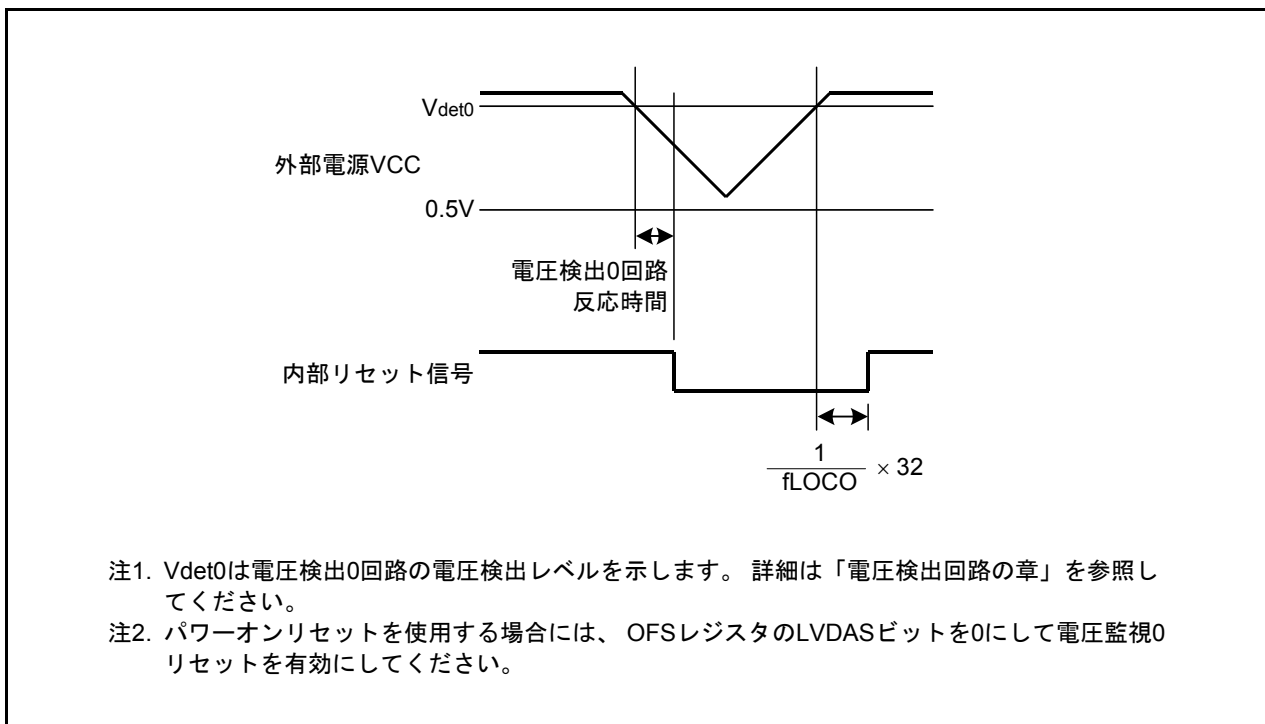 Vdet0
外部電源VCC
0.5V
電圧検出0回路
反応時間
内部リセット信号
1
fLOCO
× 32
注1. Vdet0は電圧検出0回路の電圧検出レベルを示します。 詳細は「電圧検出回路の章」を参照し
てください。
注2. パワーオンリセットを使用する場合には、 OFSレジスタのLVDASビットを0にして電圧監視0
リセットを有効にしてください。